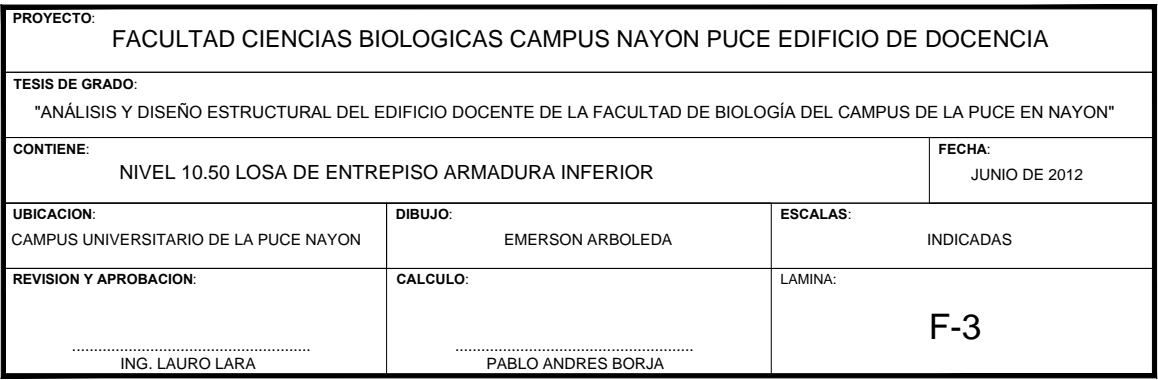 PROYECTO:
FACULTAD CIENCIAS BIOLOGICAS CAMPUS NAYON PUCE EDIFICIO DE DOCENCIA
TESIS DE GRADO:
"ANÁLISIS Y DISEÑO ESTRUCTURAL DEL EDIFICIO DOCENTE DE LA FACULTAD DE BIOLOGÍA DEL CAMPUS DE LA PUCE EN NAYON"
CONTIENE:
NIVEL 10.50 LOSA DE ENTREPISO ARMADURA INFERIOR
FECHA:
JUNIO DE 2012
UBICACION:
CAMPUS UNIVERSITARIO DE LA PUCE NAYON
DIBUJO:
EMERSON ARBOLEDA
ESCALAS:
INDICADAS
REVISION Y APROBACION:
......................................................
ING. LAURO LARA
CALCULO:
......................................................
PABLO ANDRES BORJA
LAMINA:
F-3